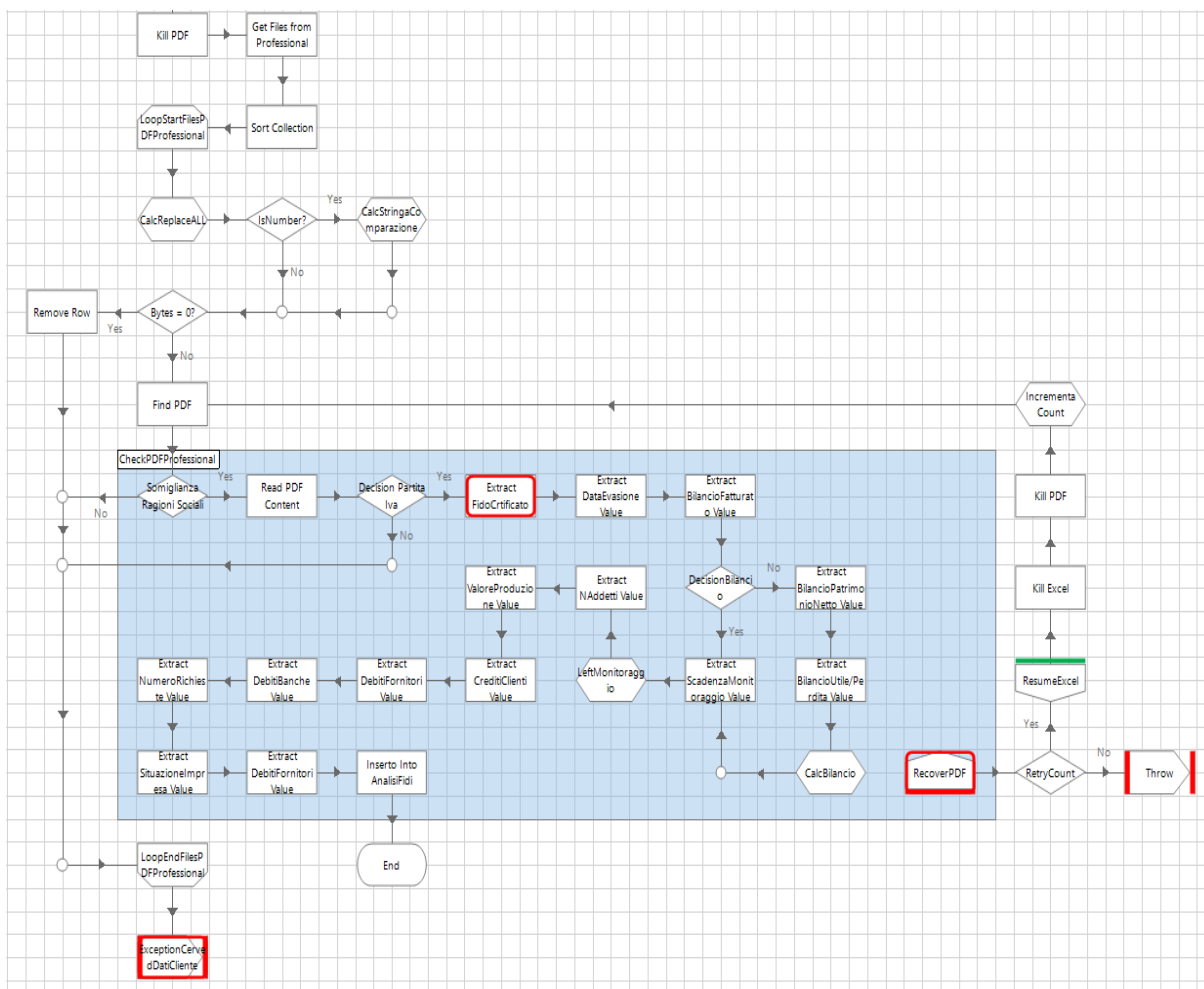 Kill PDF
Get Files from
Professional
LoopStartFilesP
DFProfessional
Sort Collection
CalcReplaceALL
IsNumber?
Yes
CalcStringaCo
mparazione
No
Remove Row
Yes
Bytes = 0?
No
Find PDF
Incrementa
Count
CheckPDFProfessional
Somiglianza
Ragioni Sociali
Yes
No
Read PDF
Content
Decision Partita
Iva
Yes
No
Extract
FidoCrtificato
Extract
DataEvasione
Value
Extract
BilancioFatturat
o Value
Kill PDF
Extract
ValoreProduzio
ne Value
Extract
NAddetti Value
DecisionBilanci
o
No
Yes
Extract
BilancioPatrimo
nioNetto Value
Kill Excel
Extract
NumeroRichies
te Value
Extract
DebitiBanche
Value
Extract
DebitiFornitori
Value
Extract
CreditiClienti
Value
LeftMonitoragg
io
Extract
ScadenzaMonit
oraggio Value
Extract
BilancioUtile/Pe
rdita Value
ResumeExcel
Yes
Extract
SituazioneImpr
esa Value
Extract
DebitiFornitori
Value
Inserto Into
AnalisiFidi
CalcBilancio
RecoverPDF
RetryCount
No
Throw
LoopEndFilesP
DFProfessional
End
ExceptionCerve
dDatiCliente